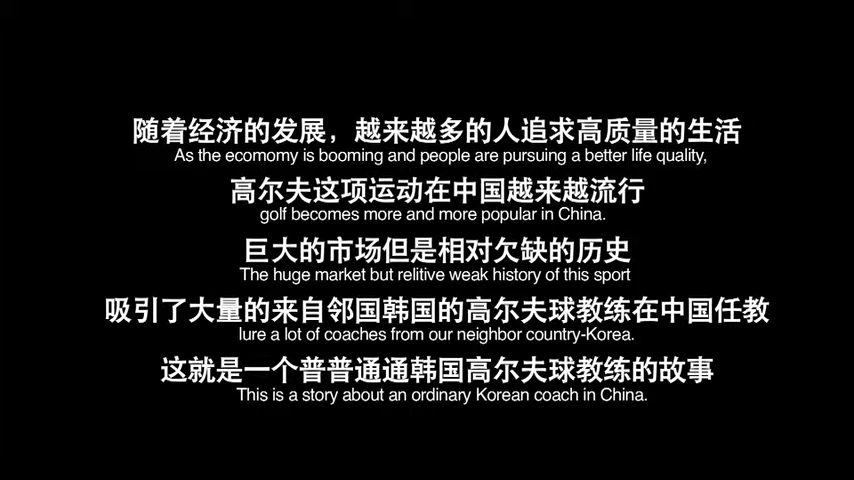 随着经济的发展，越来越多的人追求高质量的生活
As the ecomomy is booming and people are pursuing a better life quality,
高尔夫这项运动在中国越来越流行
golf becomes more and more popular in China.
巨大的市场但是相对欠缺的历史
The huge market but relitive weak history of this sport
吸引了大量的来自邻国韩国的高尔夫球教练在中国任教
lure a lot of coaches from our neighbor country-Korea.
这就是一个普普通通韩国高尔夫球教练的故事
This is a story about an ordinary Korean coach in China.